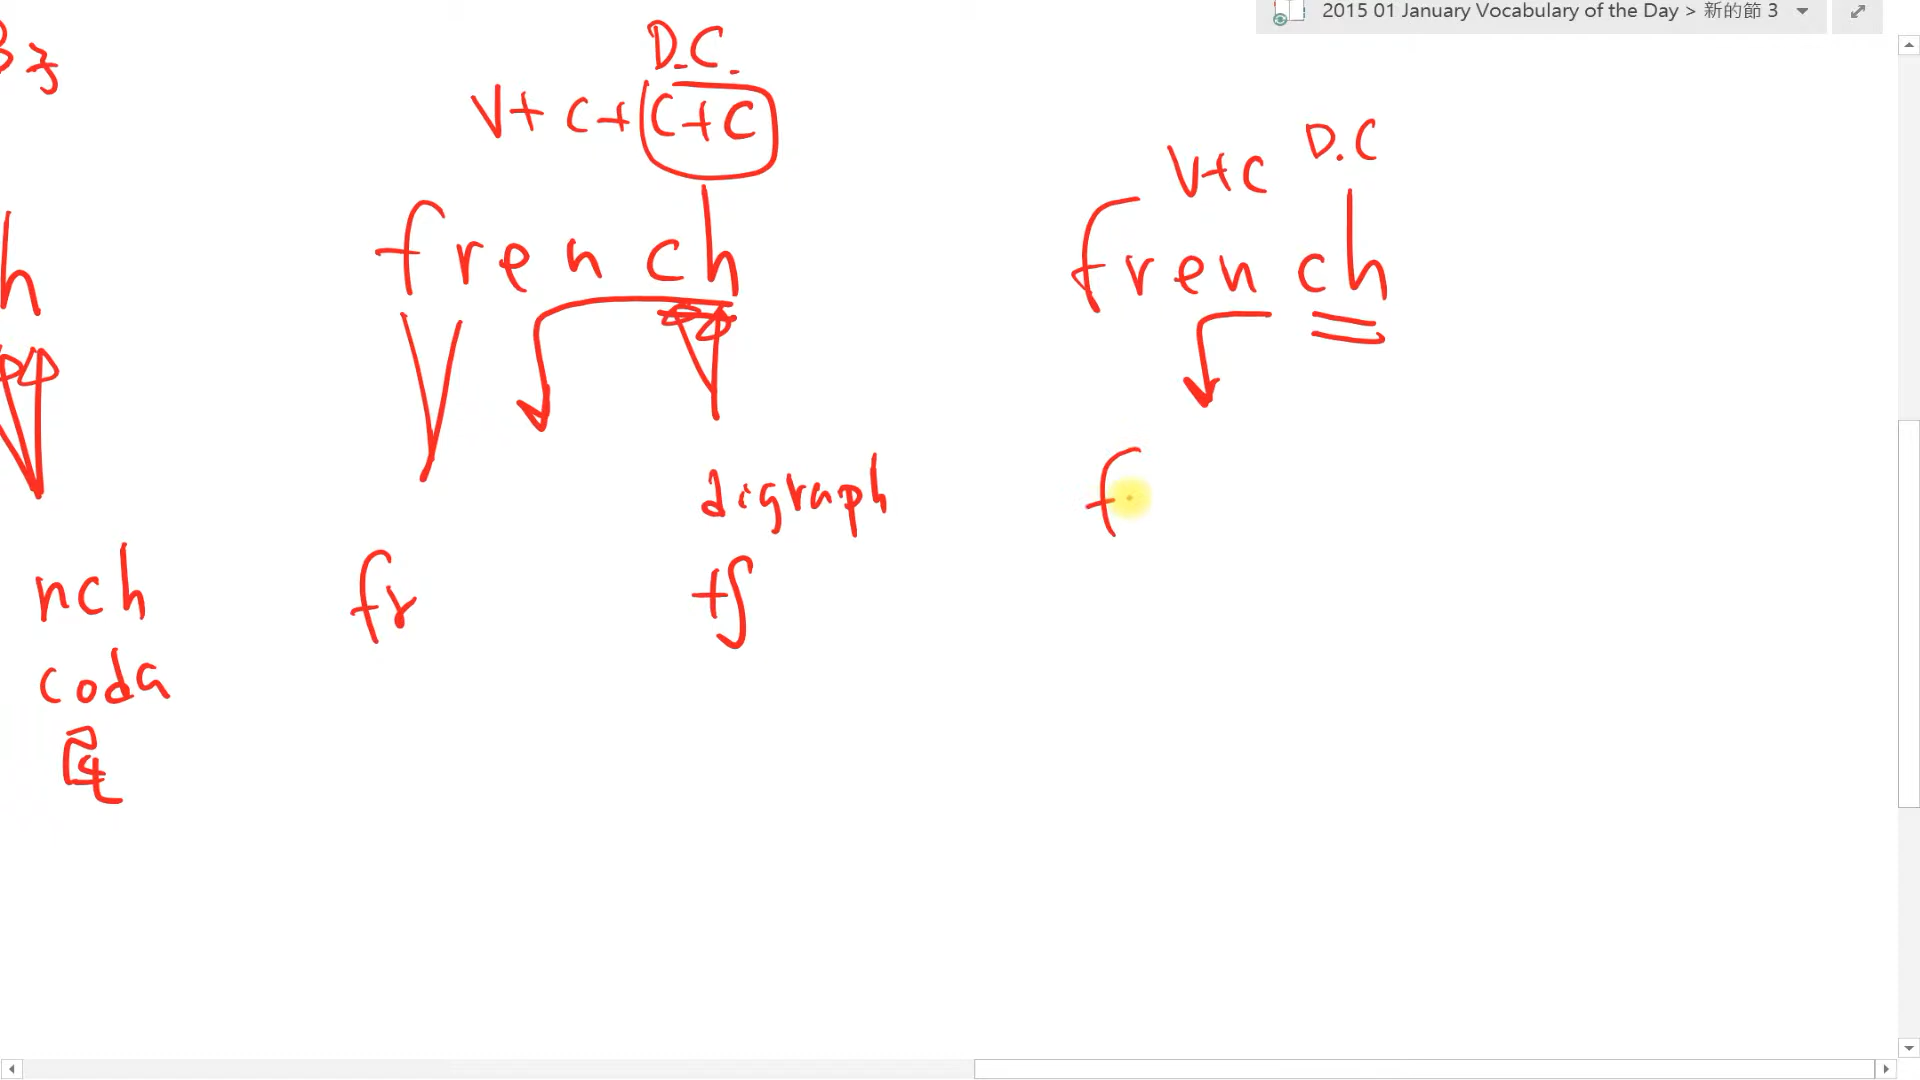 2015 01 January Vocabulary of the Day > 新的節 3
D.C.
V+C+C+C
V+C D.C
french
french
h
digraph
f
nch
fr
tʃ
coda